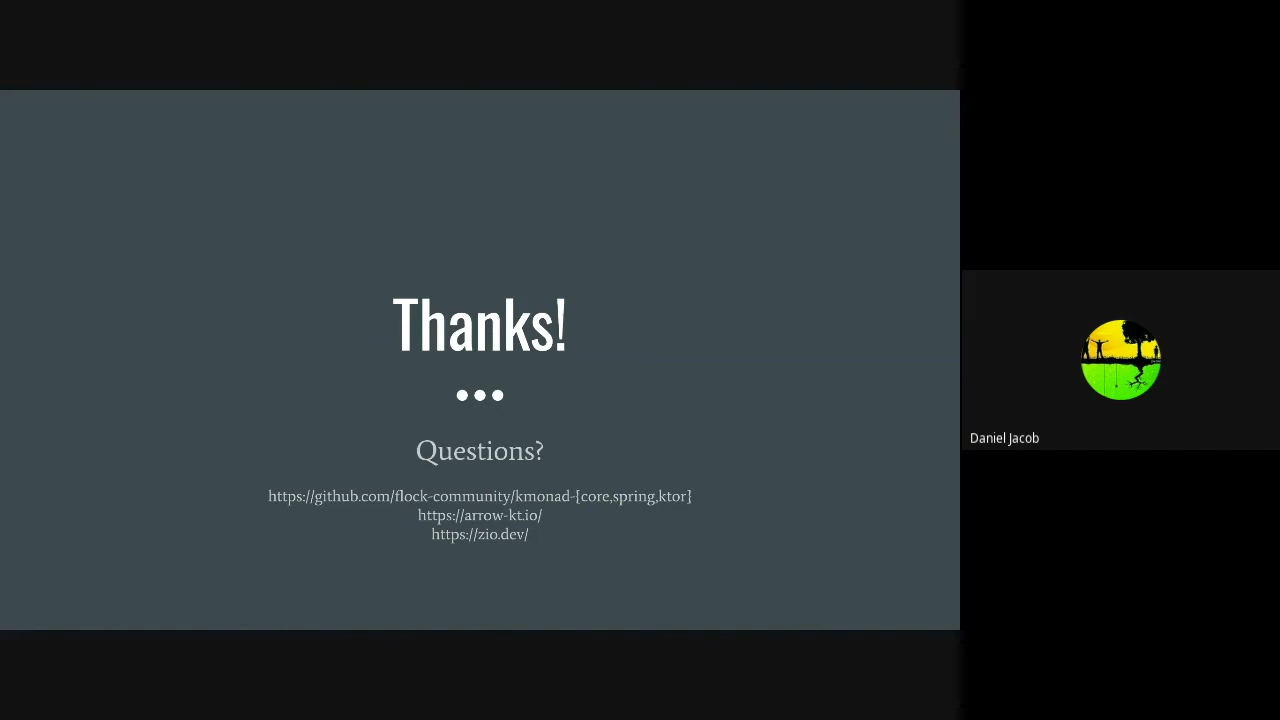 Thanks!
Questions?
https://github.com/flock-community/kmonad-[core,spring,ktor]
https://arrow-kt.io/
https://zio.dev/
Daniel Jacob